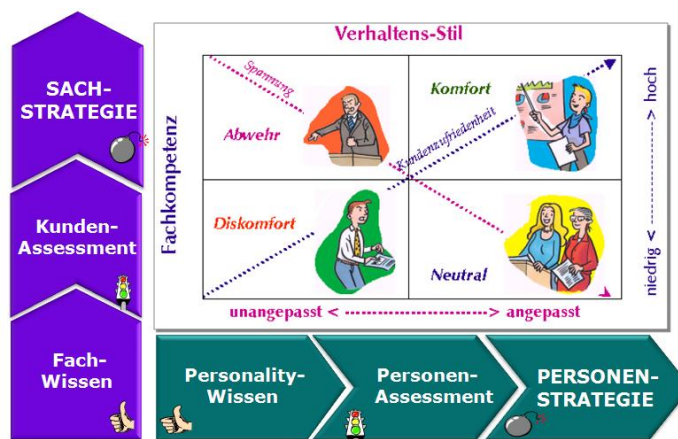 SACH-
STRATEGIE
Kunden-
Assessment
Fach-
Wissen
Verhaltens-Stil
Fachkompetenz
Spannung
Abwehr
Komfort
Kundenzufriedenheit
Diskomfort
Neutral
niedrig < ----------> hoch
unangepasst < ----------------> angepasst
Personality-
Wissen
Personen-
Assessment
PERSONEN-
STRATEGIE